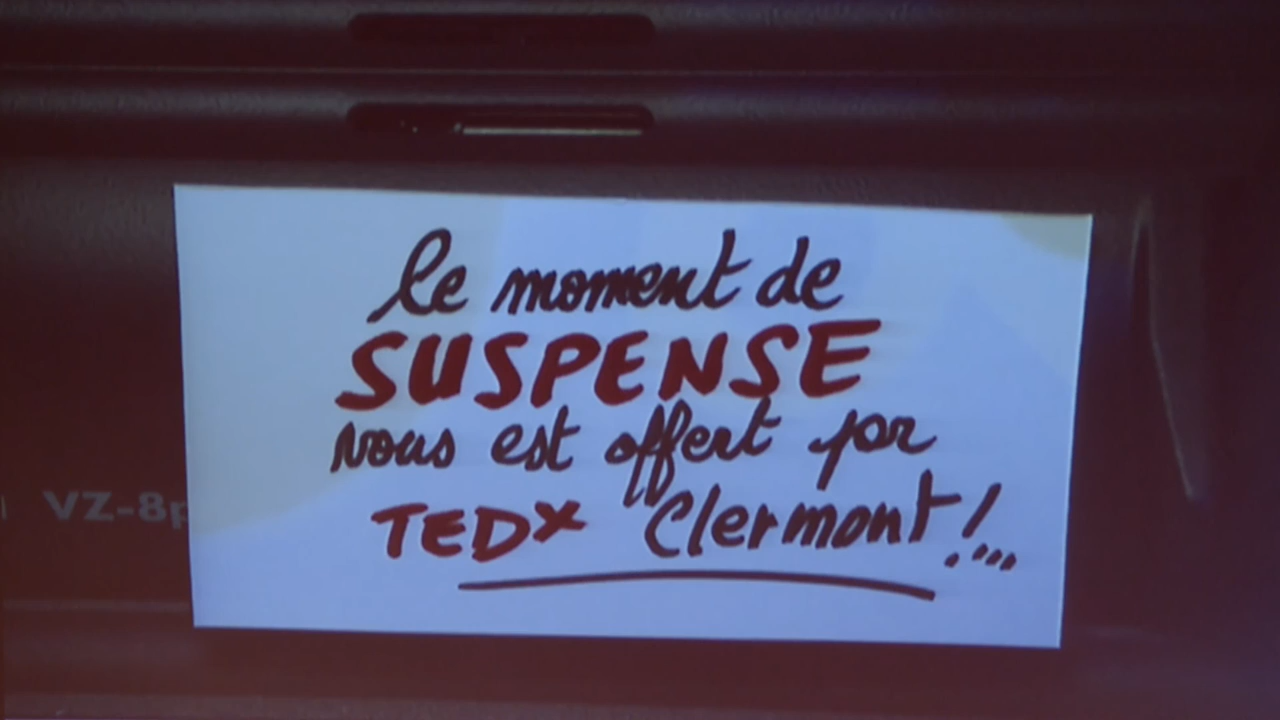 le moment de
SUSPENSE
vous est offert par
TEDx Clermont !...
VZ-8p